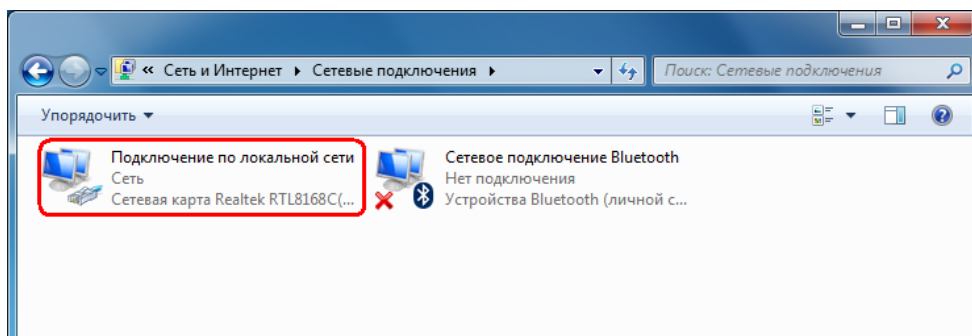 « Сеть и Интернет ▸ Сетевые подключения ▸
Поиск: Сетевые подключения
Упорядочить
Подключение по локальной сети
Сеть
Сетевая карта Realtek RTL8168C(...
Сетевое подключение Bluetooth
Нет подключения
Устройства Bluetooth (личной с...